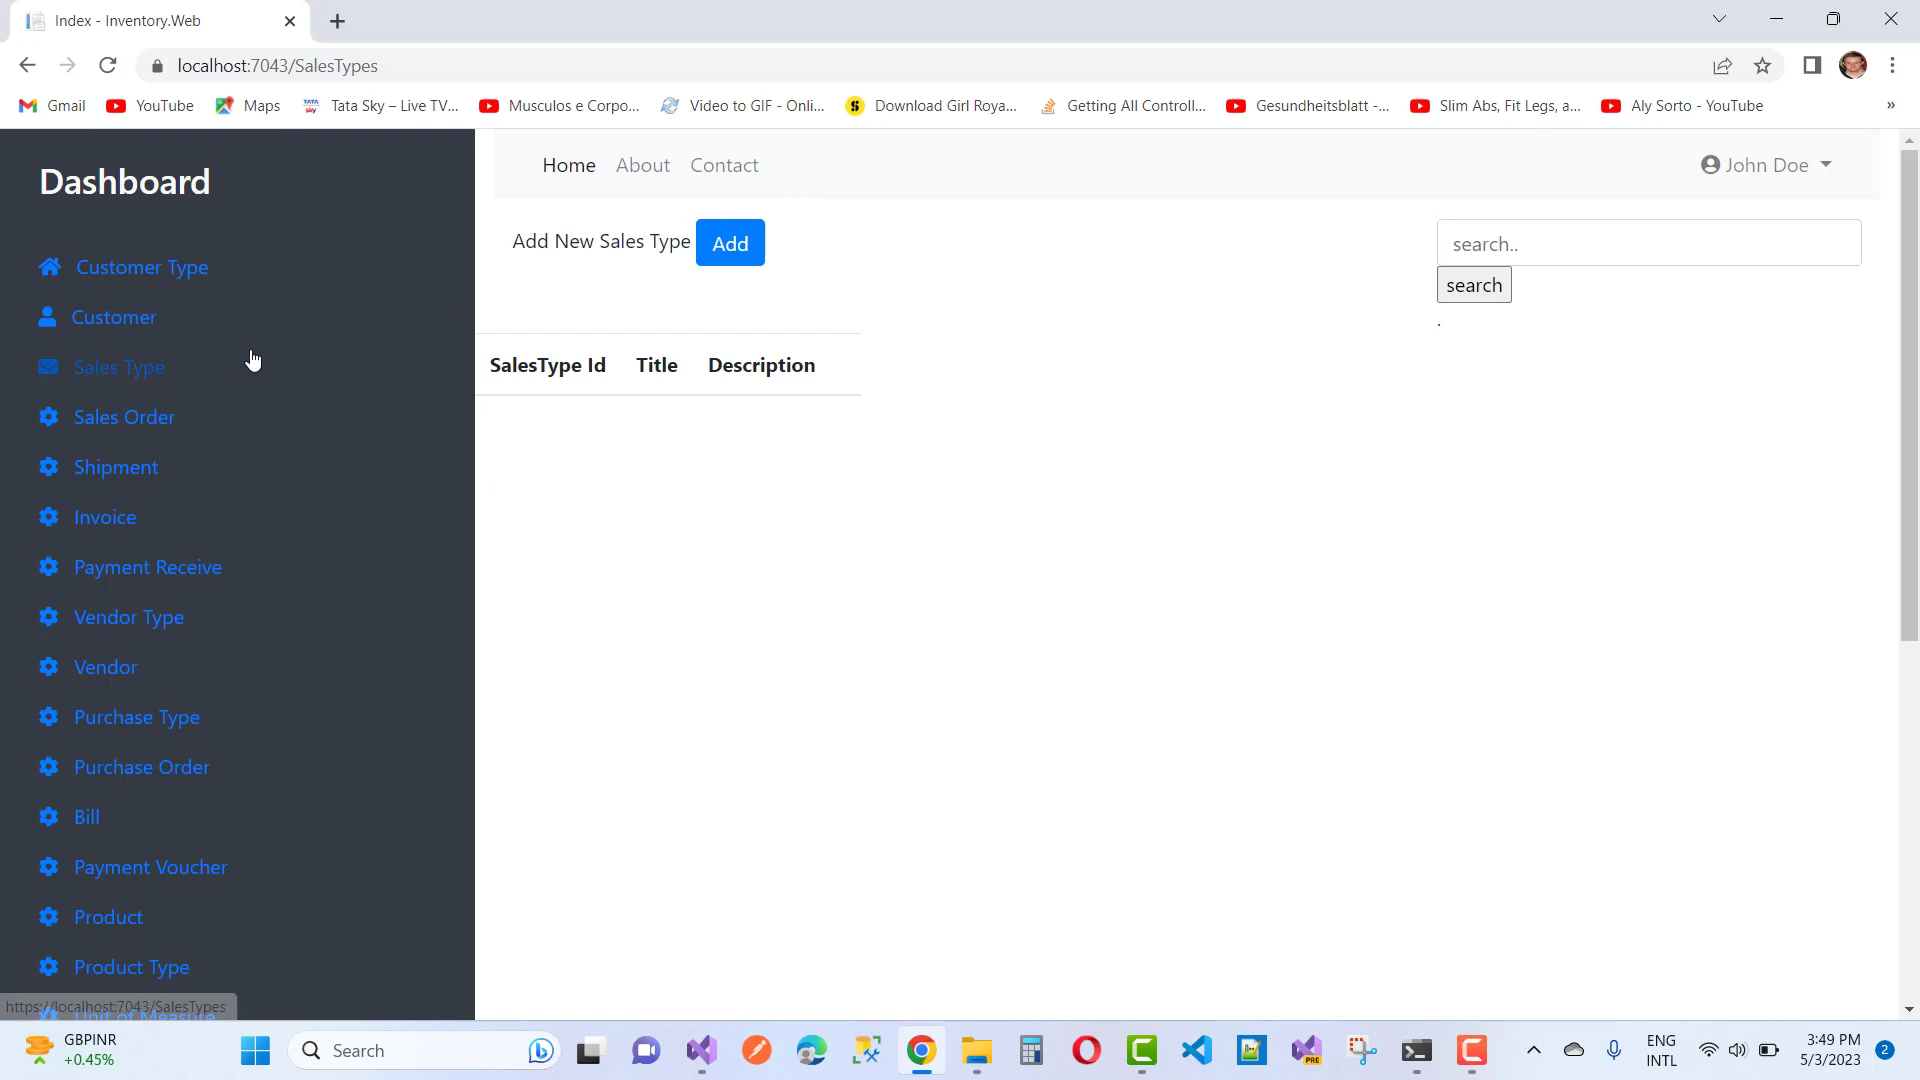 Index - Inventory.Web
localhost:7043/SalesTypes
Gmail YouTube Maps Tata Sky – Live TV... Musculos e Corpo... Video to GIF - Onli... Download Girl Roya... Getting All Controll... Gesundheitsblatt -... Slim Abs, Fit Legs, a... Aly Sorto - YouTube »
Dashboard
Home About Contact John Doe
Add New Sales Type Add
search..
search
.
SalesType Id Title Description
Customer Type
Customer
Sales Type
Sales Order
Shipment
Invoice
Payment Receive
Vendor Type
Vendor
Purchase Type
Purchase Order
Bill
Payment Voucher
Product
Product Type
https://localhost:7043/SalesTypes
Unit of Measure
GBPINR
+0.45%
Search
PRE
ENG
INTL
3:49 PM
5/3/2023
2